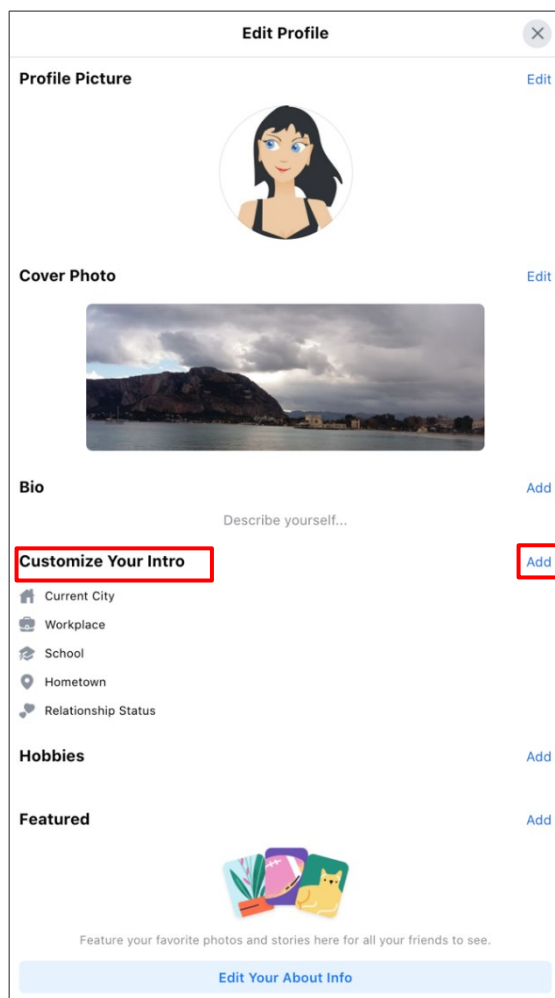 Edit Profile
Profile Picture
Edit
Cover Photo
Edit
Bio
Add
Describe yourself...
Customize Your Intro
Add
Current City
Workplace
School
Hometown
Relationship Status
Hobbies
Add
Featured
Add
Feature your favorite photos and stories here for all your friends to see.
Edit Your About Info